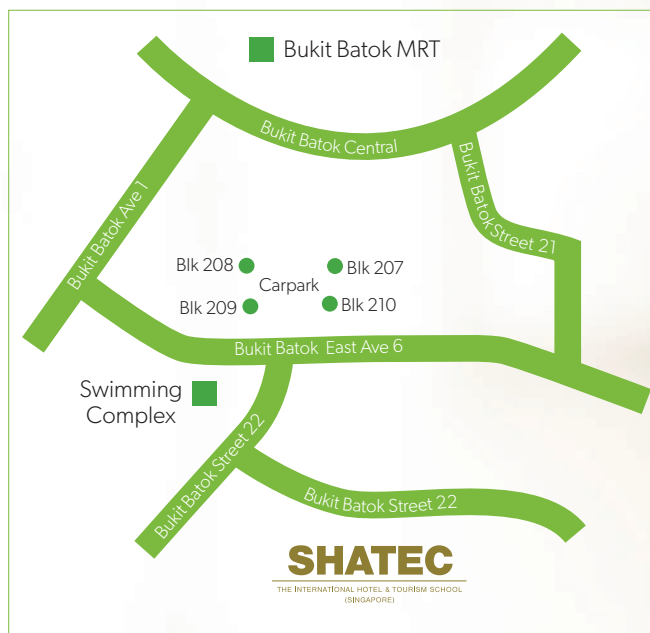 Bukit Batok MRT
Bukit Batok Central
Bukit Batok Ave 1
Bukit Batok Street 21
Blk 208
Blk 207
Carpark
Blk 209
Blk 210
Bukit Batok East Ave 6
Swimming
Complex
Bukit Batok Street 22
Bukit Batok Street 22
SHATEC
THE INTERNATIONAL HOTEL & TOURISM SCHOOL
(SINGAPORE)